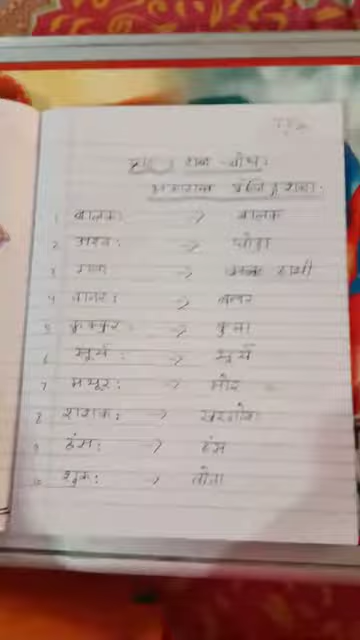 शब्द - बोध:
अकारान्त पुंल्लिंग शब्दा:
1 बालक: -> बालक
2 अश्व: -> घोड़ा
3 गज -> हाथी
4 वानर: -> बन्दर
5 कुक्कुर: -> कुत्ता
6 सूर्य: -> सूर्य
7 मयूर: -> मोर
8 शशक: -> खरगोश
9 हंस: -> हंस
10 शुक: -> तोता